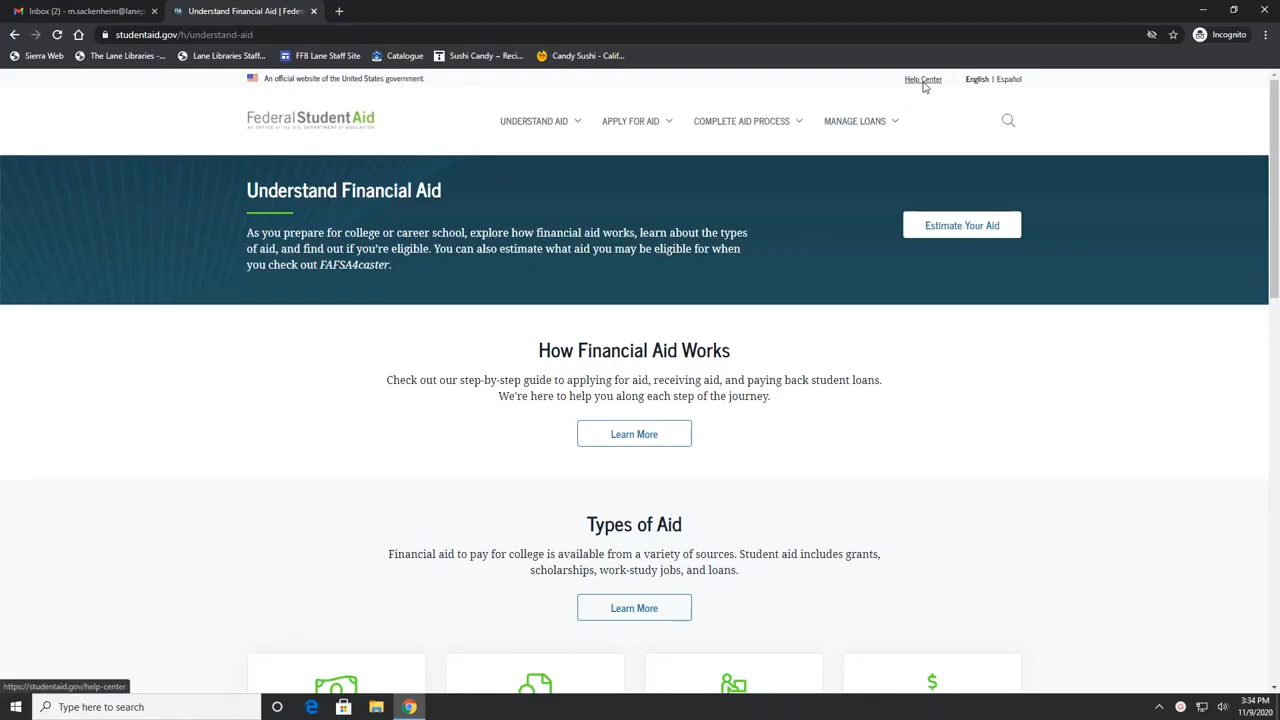 Inbox (2) - m.sackenheim@lanep
Understand Aid | Federal Student
Incognito
studentaid.gov/h/understand-aid
Sierra Web
The Lane Libraries -...
Lane Libraries Staff...
FFB Lane Staff Site
Catalogue
Sushi Candy ~ Reci...
Candy Sushi - Calif...
An official website of the United States government.
Help Center
English | Español
Federal Student Aid
An OFFICE of the U.S. DEPARTMENT of EDUCATION
UNDERSTAND AID
APPLY FOR AID
COMPLETE AID PROCESS
MANAGE LOANS
Understand Financial Aid
As you prepare for college or career school, explore how financial aid works, learn about the types
of aid, and find out if you're eligible. You can also estimate what aid you may be eligible for when
you check out FAFSA4caster.
Estimate Your Aid
How Financial Aid Works
Check out our step-by-step guide to applying for aid, receiving aid, and paying back student loans.
We're here to help you along each step of the journey.
Learn More
Types of Aid
Financial aid to pay for college is available from a variety of sources. Student aid includes grants,
scholarships, work-study jobs, and loans.
Learn More
https://studentaid.gov/help-center
Type here to search
3:34 PM
11/9/2020